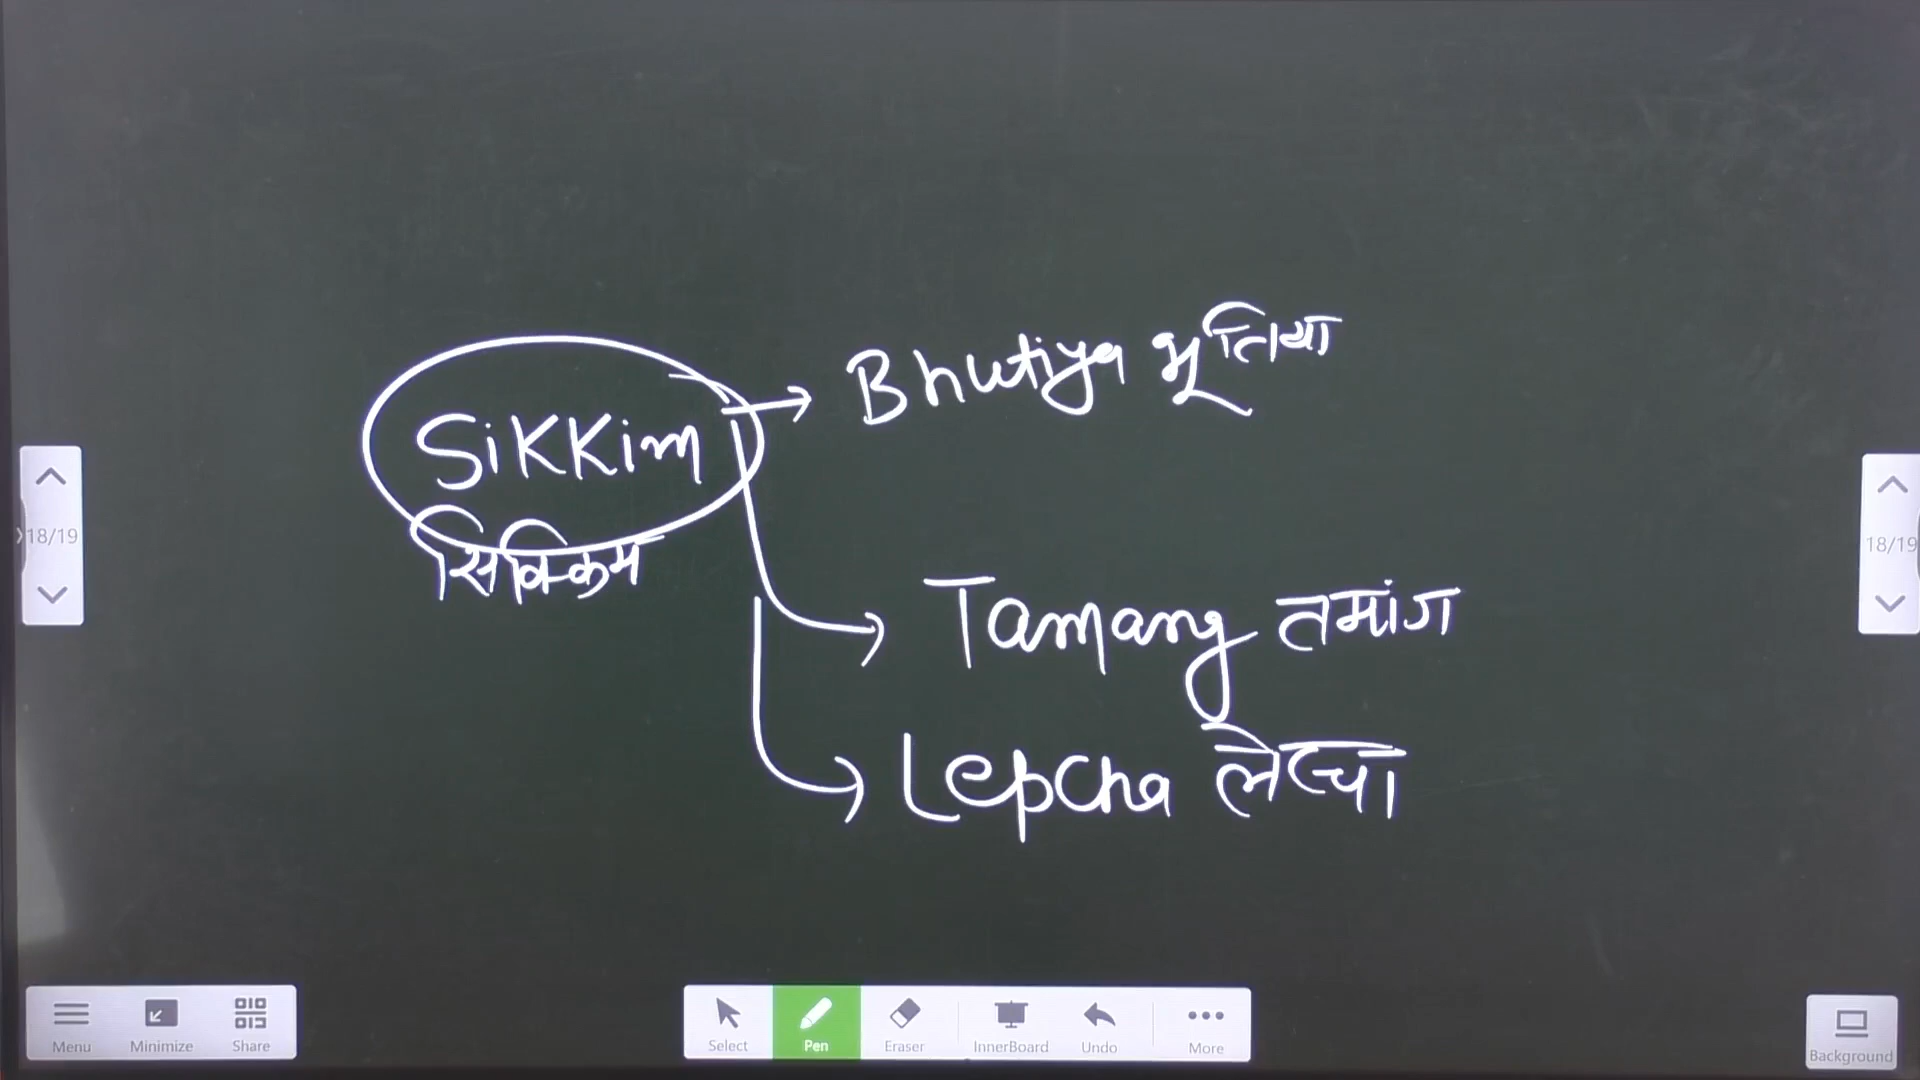 Bhutiya भूतिया
SiKKim
सिक्किम
Tamang तमांग
Lepcha लेप्चा
18/19
18/19
Menu Minimize Share Select Pen Eraser InnerBoard Undo More Background